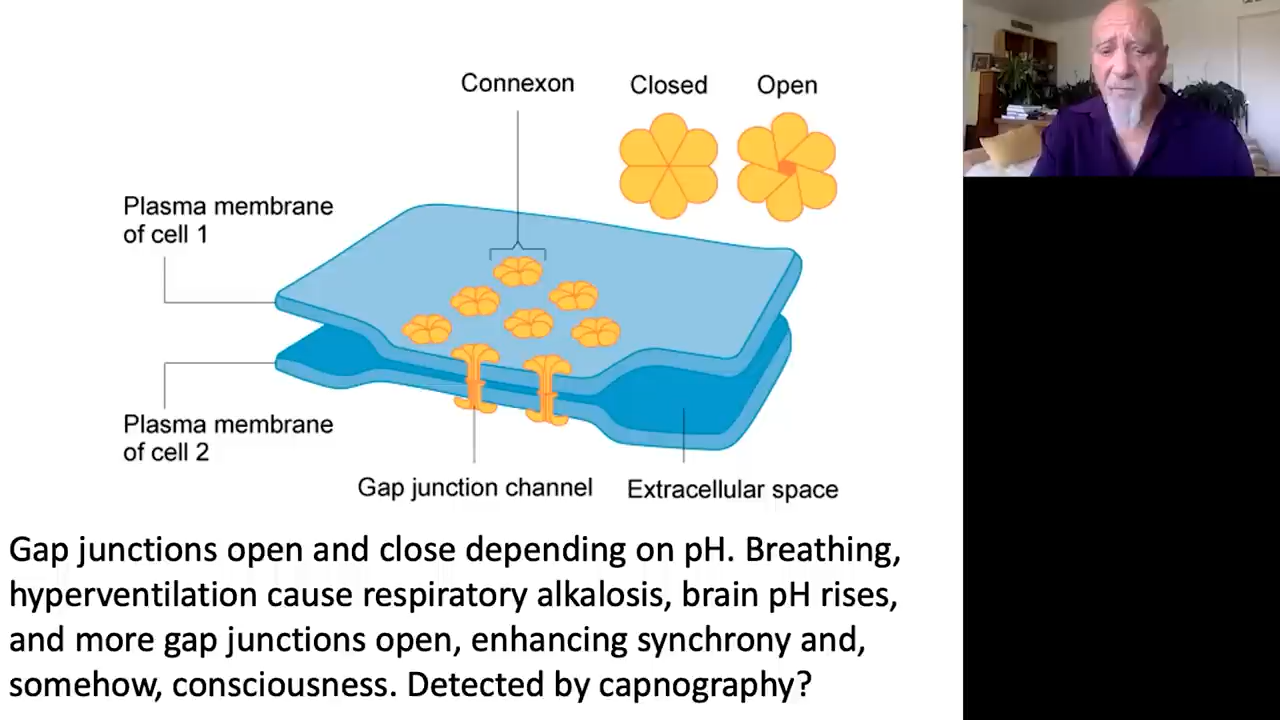 Connexon
Closed
Open
Plasma membrane
of cell 1
Plasma membrane
of cell 2
Gap junction channel
Extracellular space
Gap junctions open and close depending on pH. Breathing,
hyperventilation cause respiratory alkalosis, brain pH rises,
and more gap junctions open, enhancing synchrony and,
somehow, consciousness. Detected by capnography?